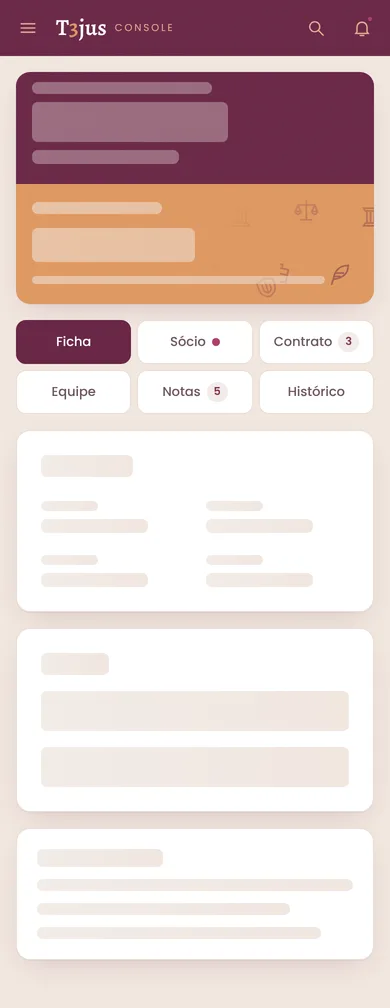 T3jus CONSOLE
Ficha
Sócio
Contrato 3
Equipe
Notas 5
Histórico